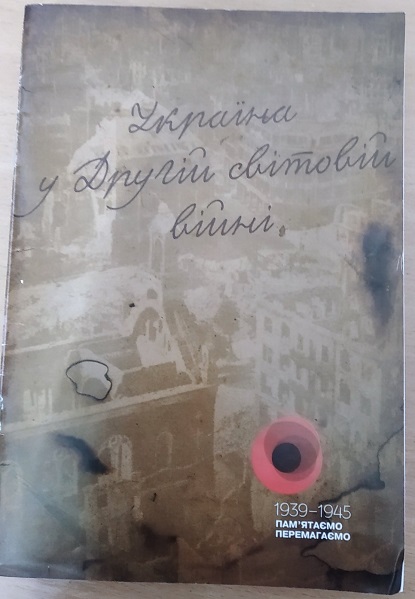 Україна
у Другій світовій
війні.
1939–1945
ПАМ'ЯТАЄМО
ПЕРЕМАГАЄМО